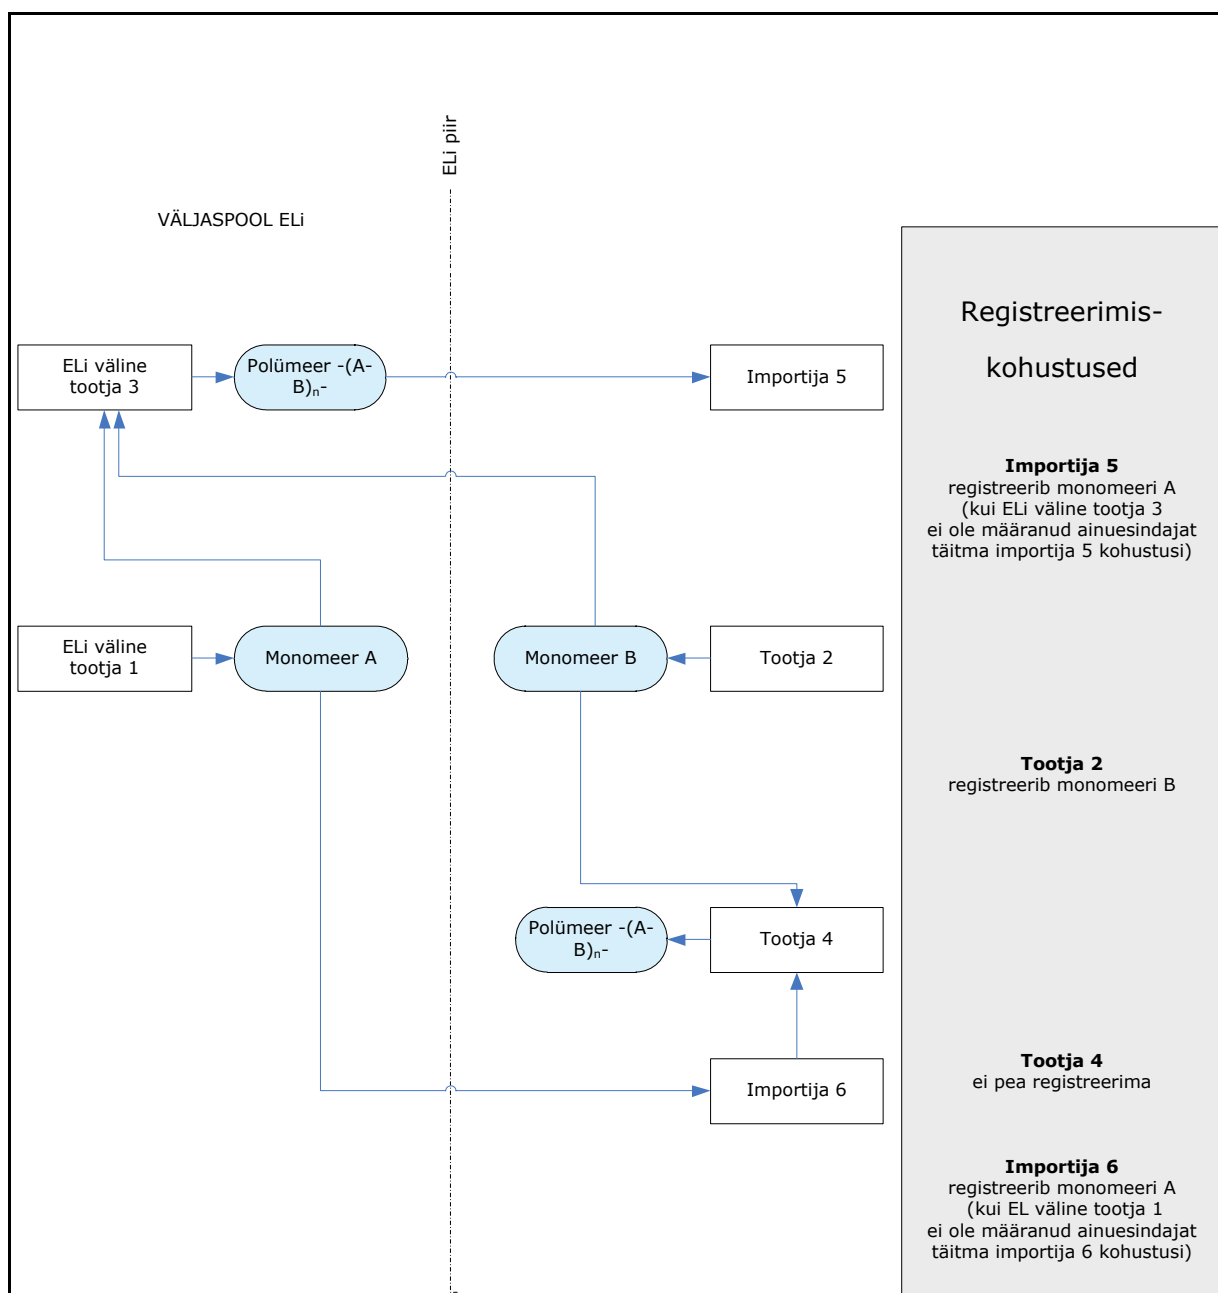 ELi piir
VÄLJASPOOL ELi
ELi väline
tootja 3
Polümeer -(A-
B)n-
Importija 5
ELi väline
tootja 1
Monomeer A
Monomeer B
Tootja 2
Polümeer -(A-
B)n-
Tootja 4
Importija 6
Registreerimis-
kohustused
Importija 5
registreerib monomeeri A
(kui ELi väline tootja 3
ei ole määranud ainuesindajat
täitma importija 5 kohustusi)
Tootja 2
registreerib monomeeri B
Tootja 4
ei pea registreerima
Importija 6
registreerib monomeeri A
(kui EL väline tootja 1
ei ole määranud ainuesindajat
täitma importija 6 kohustusi)